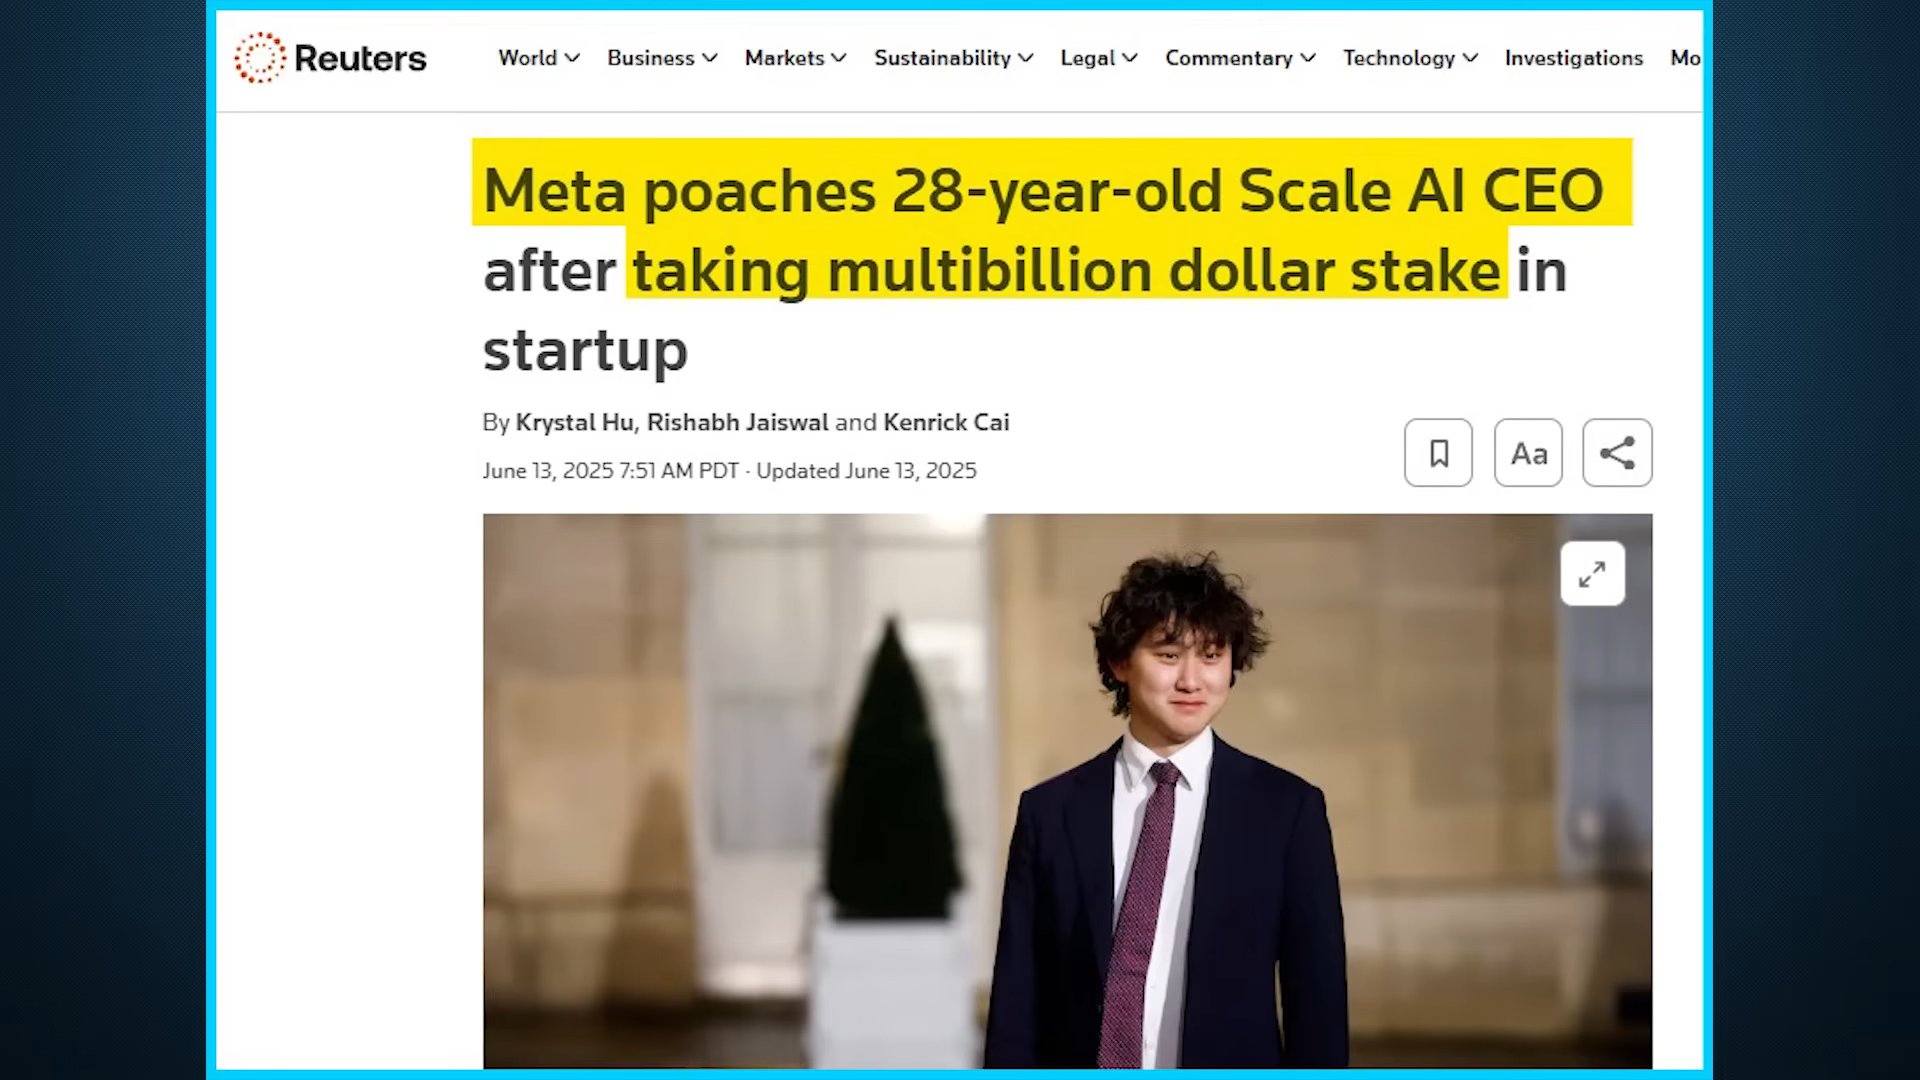 Reuters
World Business Markets Sustainability Legal Commentary Technology Investigations Mo
Meta poaches 28-year-old Scale AI CEO
after taking multibillion dollar stake in
startup
By Krystal Hu, Rishabh Jaiswal and Kenrick Cai
June 13, 2025 7:51 AM PDT · Updated June 13, 2025
Aa